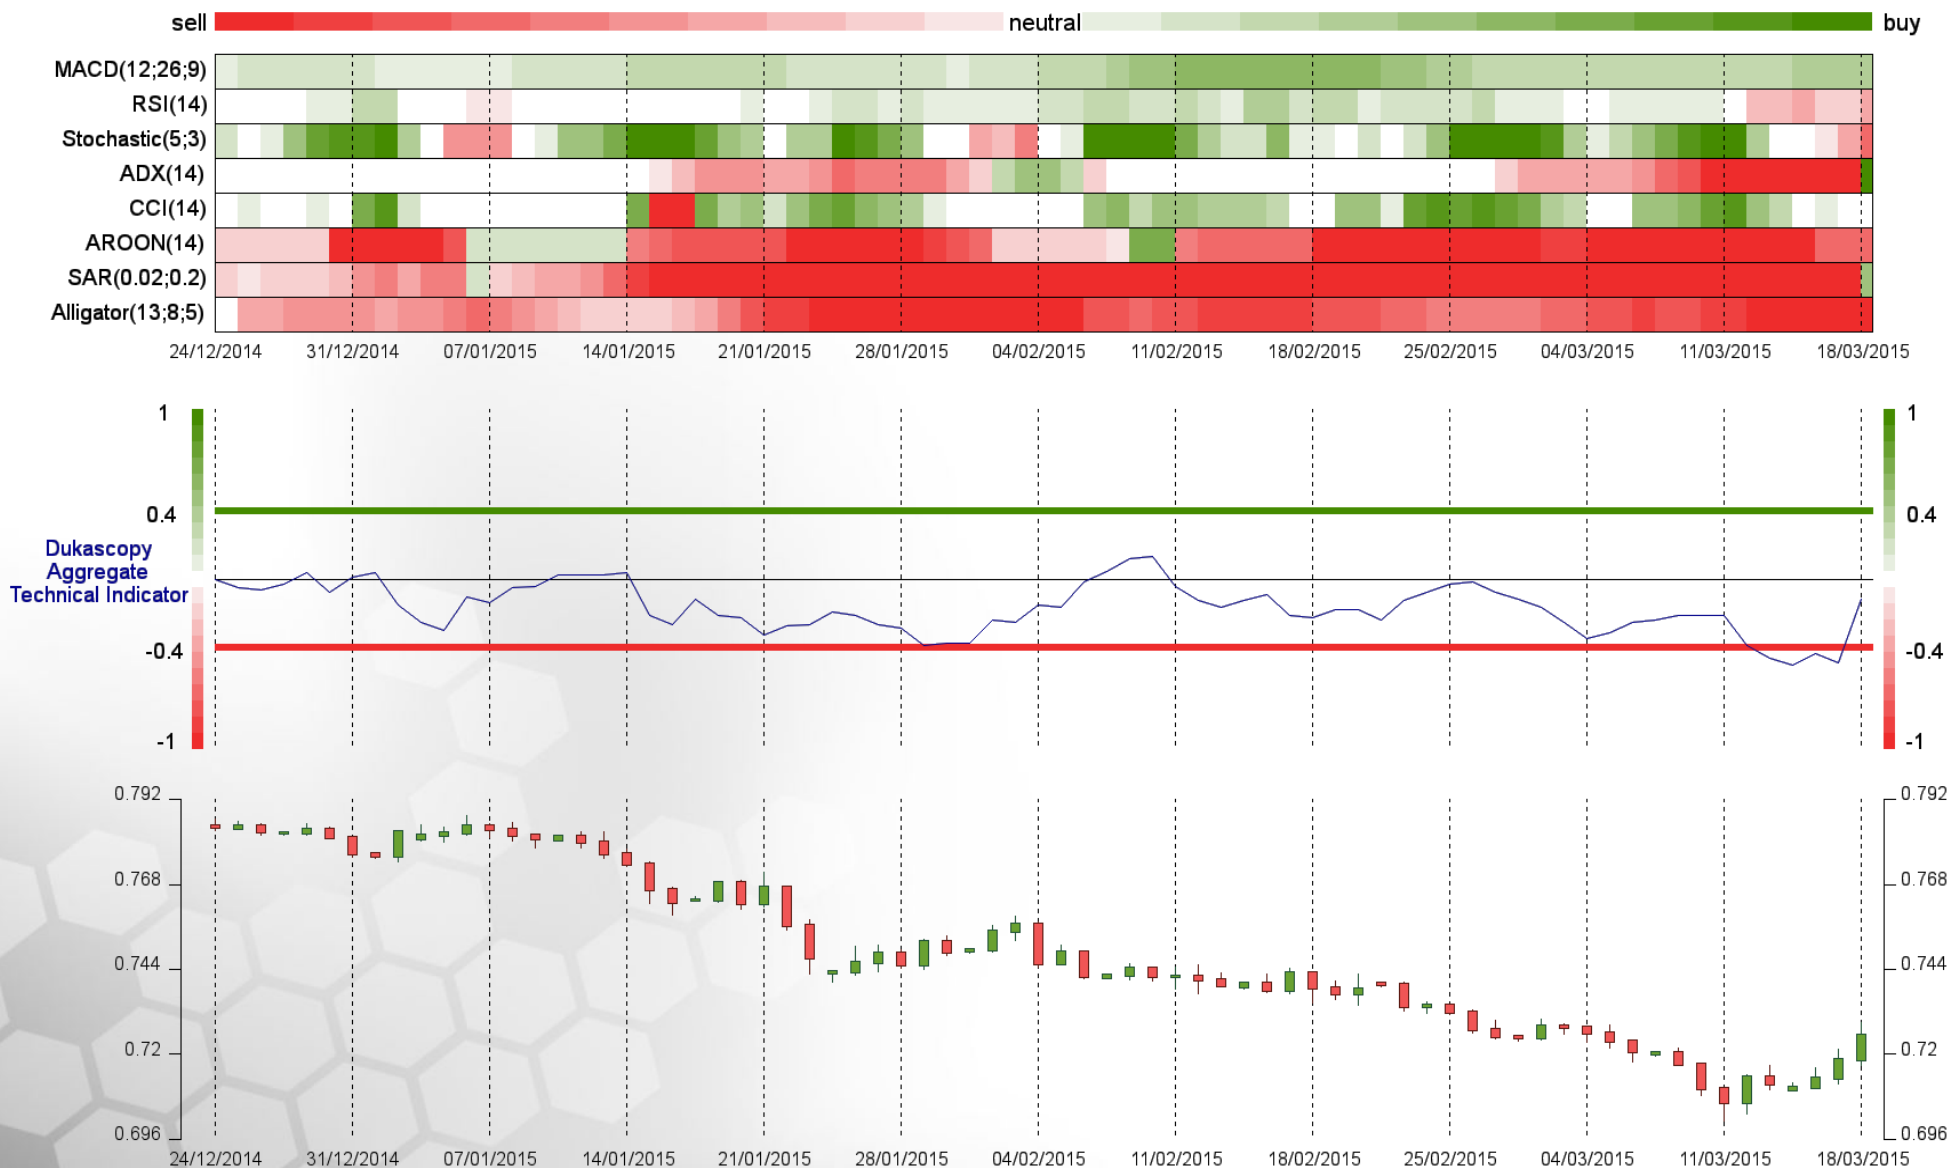 sell neutral buy
MACD(12;26;9)
RSI(14)
Stochastic(5;3)
ADX(14)
CCI(14)
AROON(14)
SAR(0.02;0.2)
Alligator(13;8;5)
24/12/2014 31/12/2014 07/01/2015 14/01/2015 21/01/2015 28/01/2015 04/02/2015 11/02/2015 18/02/2015 25/02/2015 04/03/2015 11/03/2015 18/03/2015
1 1
0.4 0.4
Dukascopy
Aggregate
Technical Indicator
-0.4 -0.4
-1 -1
0.792 0.792
0.768 0.768
0.744 0.744
0.72 0.72
0.696 0.696
24/12/2014 31/12/2014 07/01/2015 14/01/2015 21/01/2015 28/01/2015 04/02/2015 11/02/2015 18/02/2015 25/02/2015 04/03/2015 11/03/2015 18/03/2015